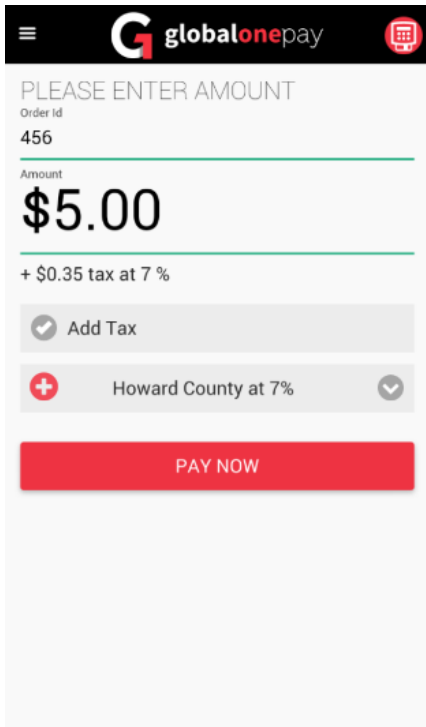 globalonepay
PLEASE ENTER AMOUNT
Order Id
456
Amount
$5.00
+ $0.35 tax at 7 %
Add Tax
Howard County at 7%
PAY NOW